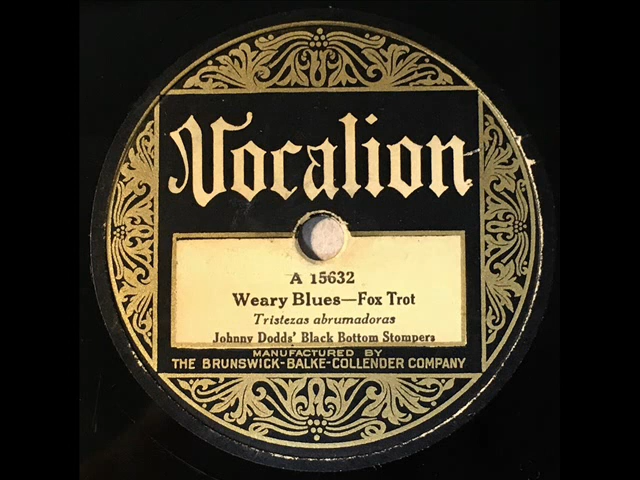 Vocalion
A 15632
Weary Blues—Fox Trot
Tristezas abrumadoras
Johnny Dodds' Black Bottom Stompers
MANUFACTURED BY
THE BRUNSWICK-BALKE-COLLENDER COMPANY